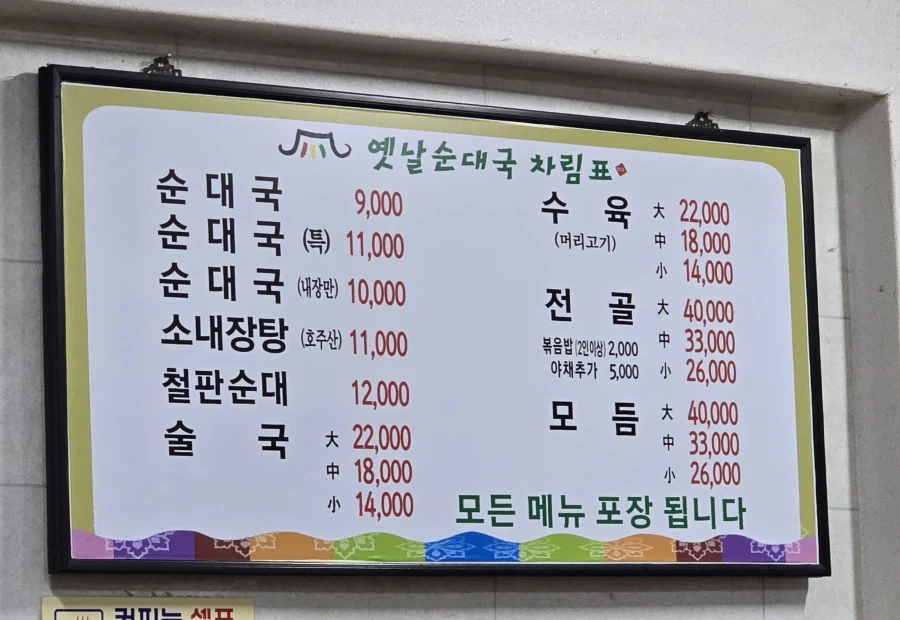 옛날순대국 차림표
순대국 9,000
순대국 (특) 11,000
순대국 (내장만) 10,000
소내장탕 (호주산) 11,000
철판순대 12,000
술국 大 22,000
中 18,000
小 14,000
수육 大 22,000
(머리고기) 中 18,000
小 14,000
전골 大 40,000
볶음밥(2인이상) 2,000 中 33,000
야채추가 5,000 小 26,000
모듬 大 40,000
中 33,000
小 26,000
모든 메뉴 포장 됩니다
커피는 셀프